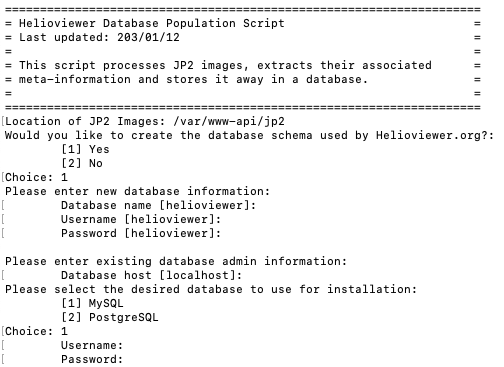 ====================================================================
= Helioviewer Database Population Script                           =
= Last updated: 203/01/12                                          =
=                                                                  =
= This script processes JP2 images, extracts their associated      =
= meta-information and stores it away in a database.               =
=                                                                  =
====================================================================
[Location of JP2 Images: /var/www-api/jp2
Would you like to create the database schema used by Helioviewer.org?:
        [1] Yes
        [2] No
[Choice: 1
Please enter new database information:
[        Database name [helioviewer]:
[        Username [helioviewer]:
[        Password [helioviewer]:
Please enter existing database admin information:
[        Database host [localhost]:
Please select the desired database to use for installation:
        [1] MySQL
        [2] PostgreSQL
[Choice: 1
[        Username:
[        Password: